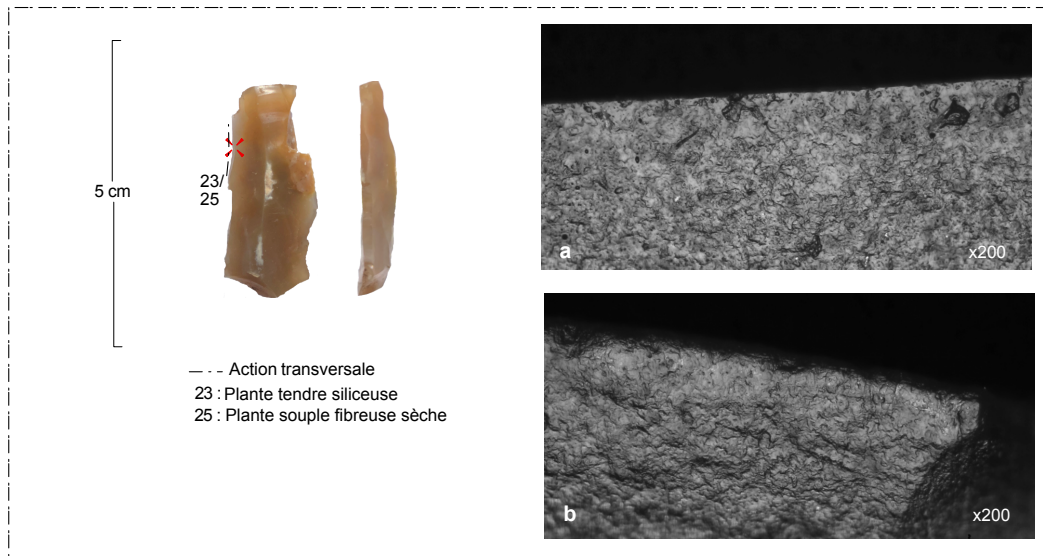 5 cm
23/
25
— - - Action transversale
23 : Plante tendre siliceuse
25 : Plante souple fibreuse sèche
a
x200
b
x200